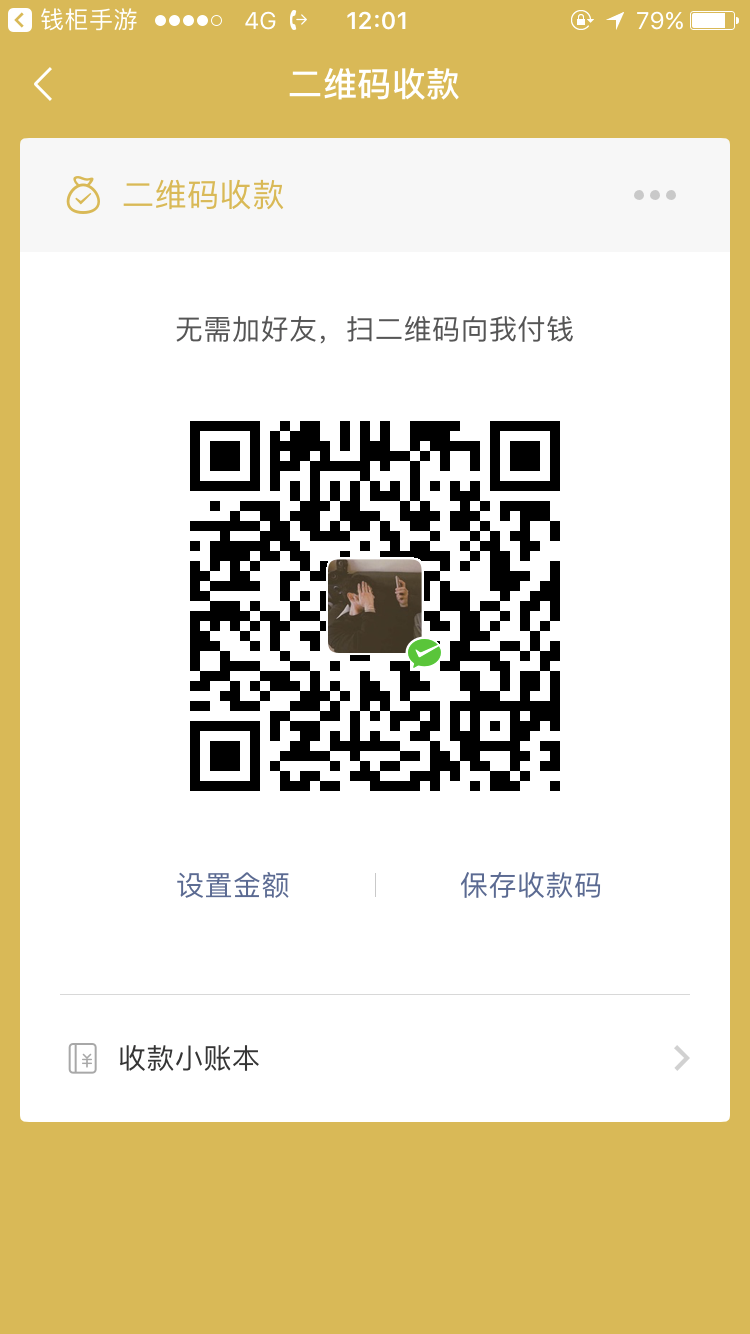 钱柜手游 4G 12:01 79%
二维码收款
二维码收款
无需加好友，扫二维码向我付钱
设置金额 保存收款码
¥ 收款小账本